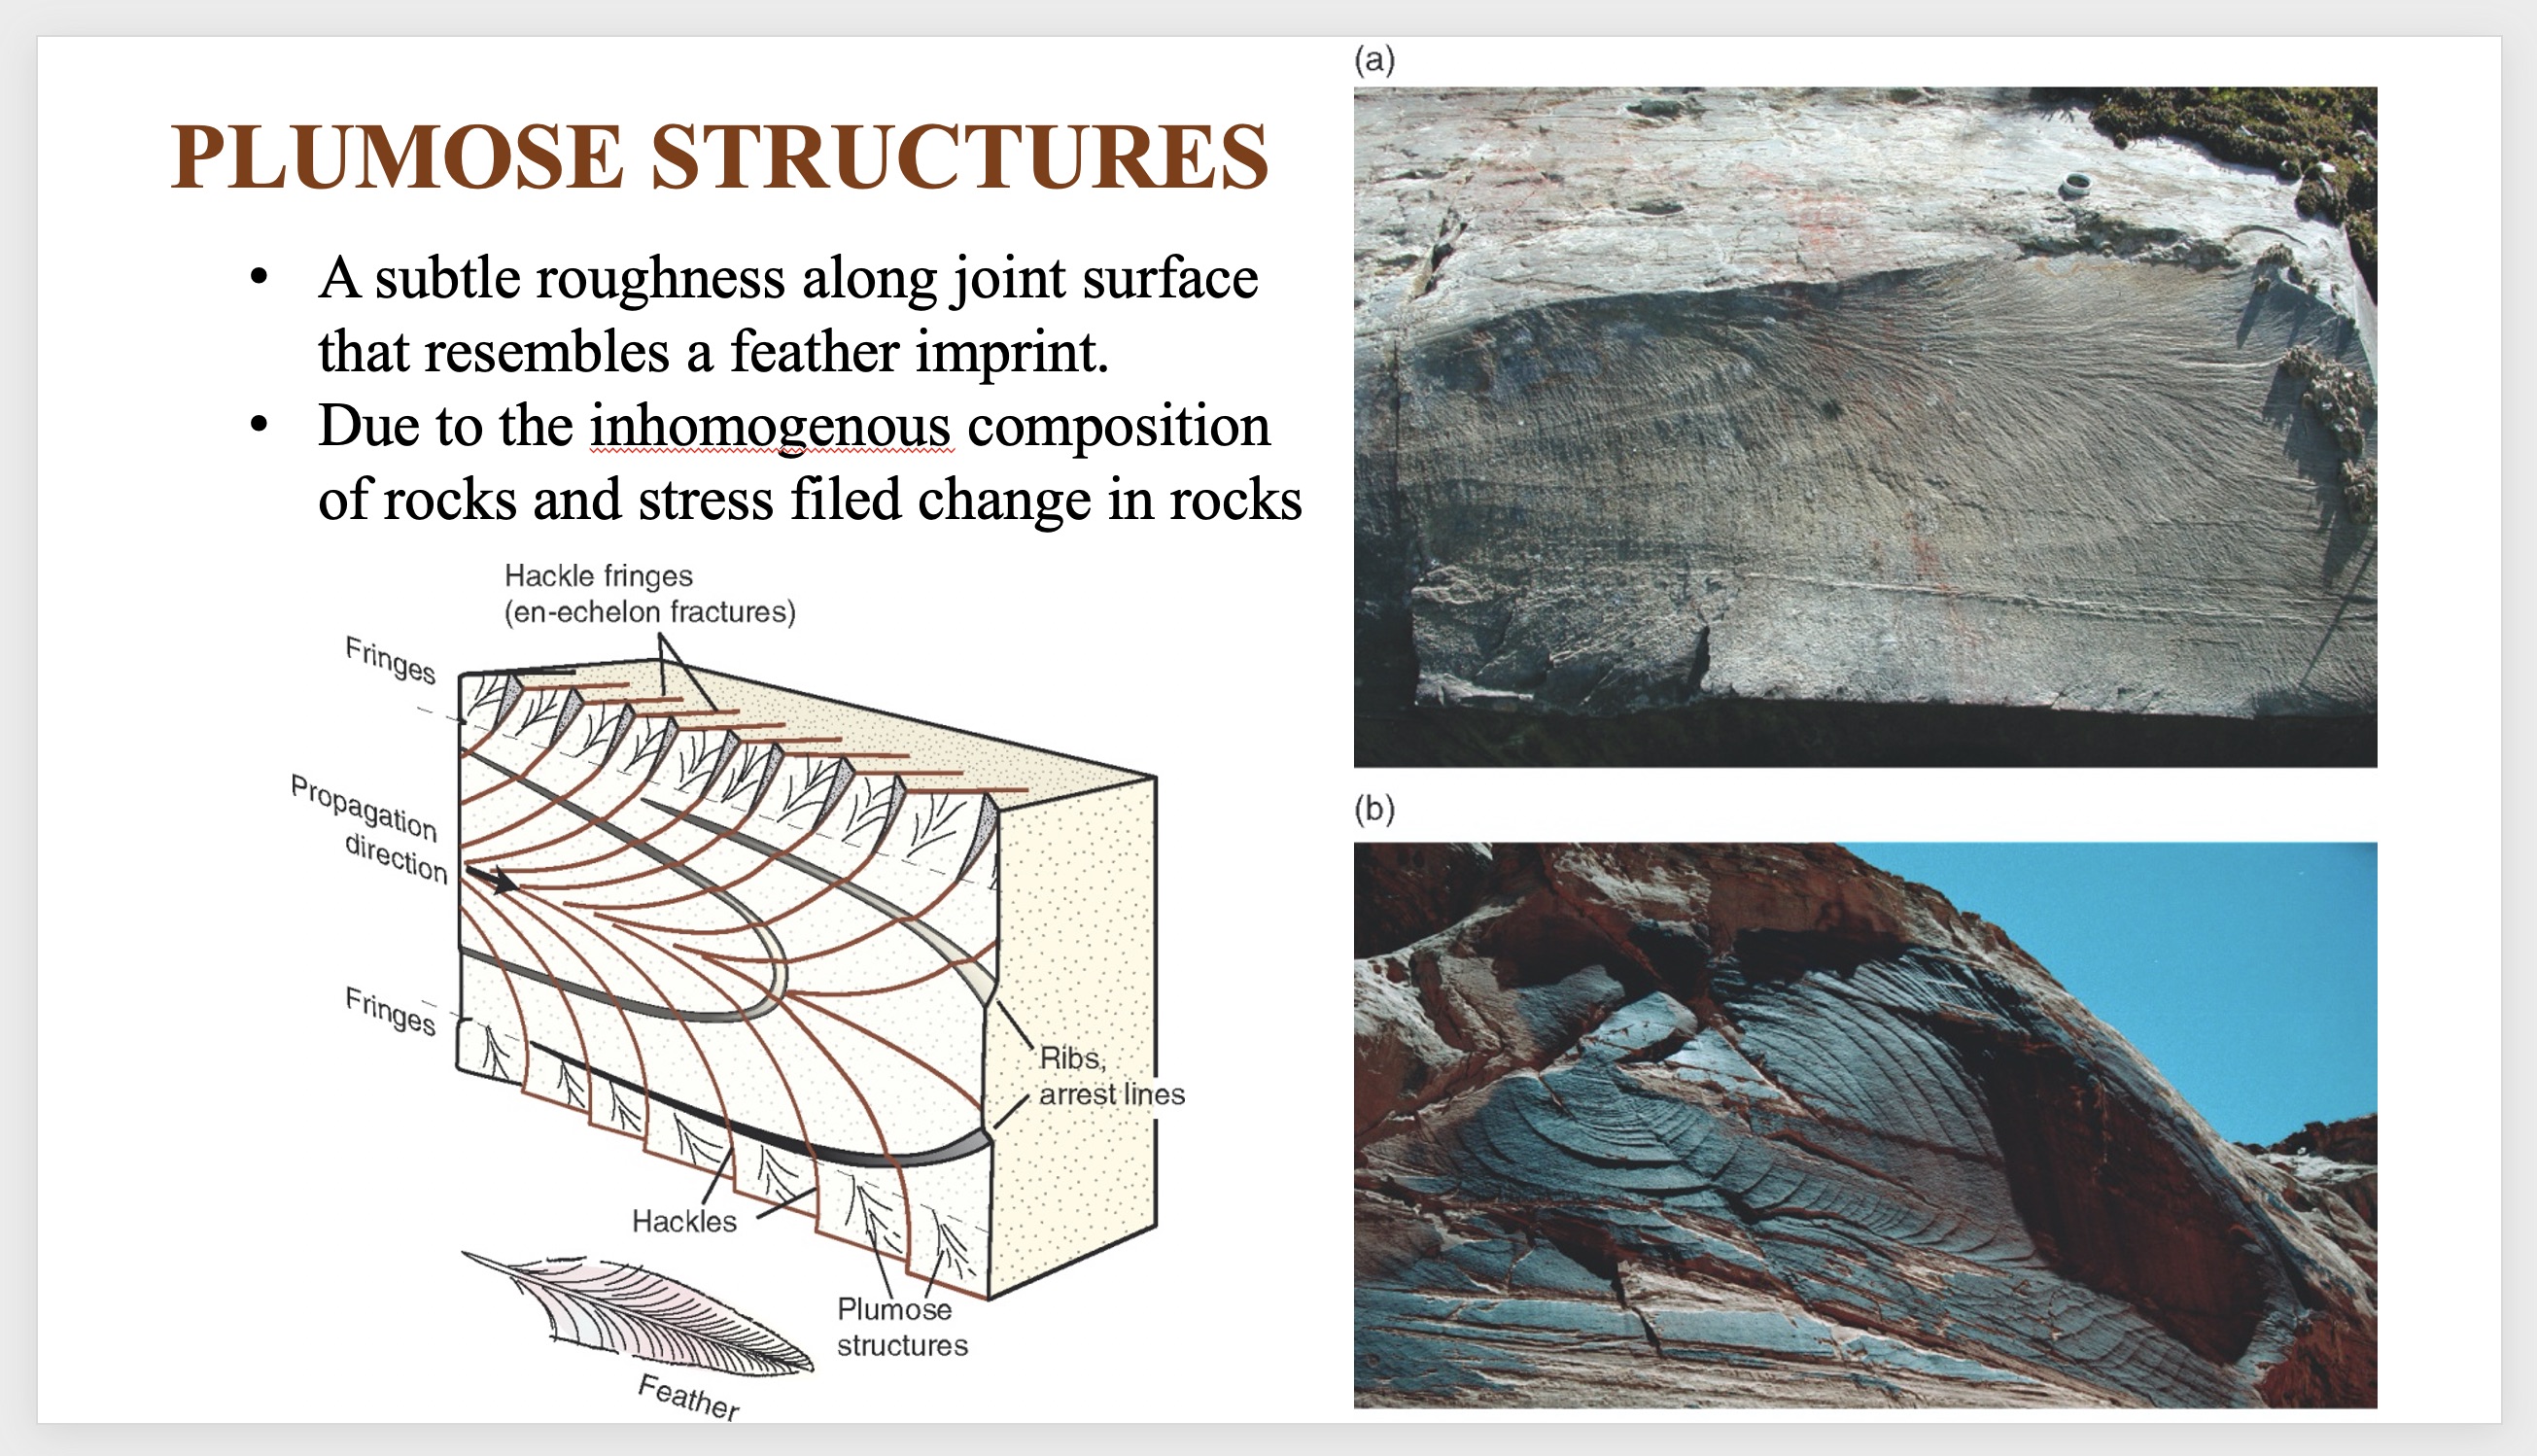 PLUMOSE STRUCTURES
• A subtle roughness along joint surface
that resembles a feather imprint.
• Due to the inhomogenous composition
of rocks and stress filed change in rocks
Hackle fringes
(en-echelon fractures)
Fringes
Propagation
direction
Fringes
Ribs,
arrest lines
Hackles
Plumose
structures
Feather
(a)
(b)